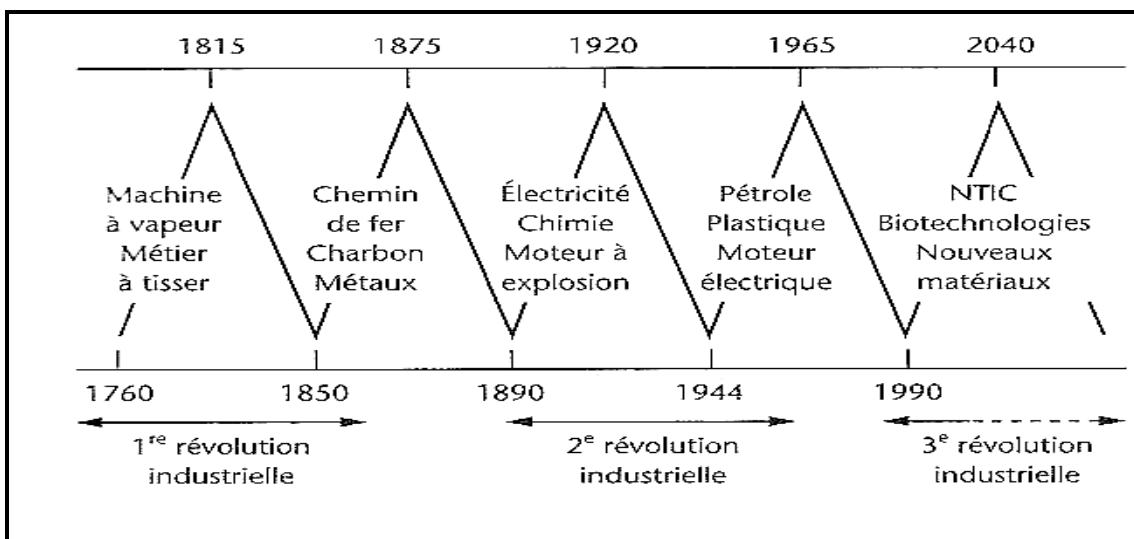 1815 1875 1920 1965 2040
Machine
à vapeur
Métier
à tisser
Chemin
de fer
Charbon
Métaux
Électricité
Chimie
Moteur à
explosion
Pétrole
Plastique
Moteur
électrique
NTIC
Biotechnologies
Nouveaux
matériaux
1760 1850 1890 1944 1990
1re révolution
industrielle
2e révolution
industrielle
3e révolution
industrielle